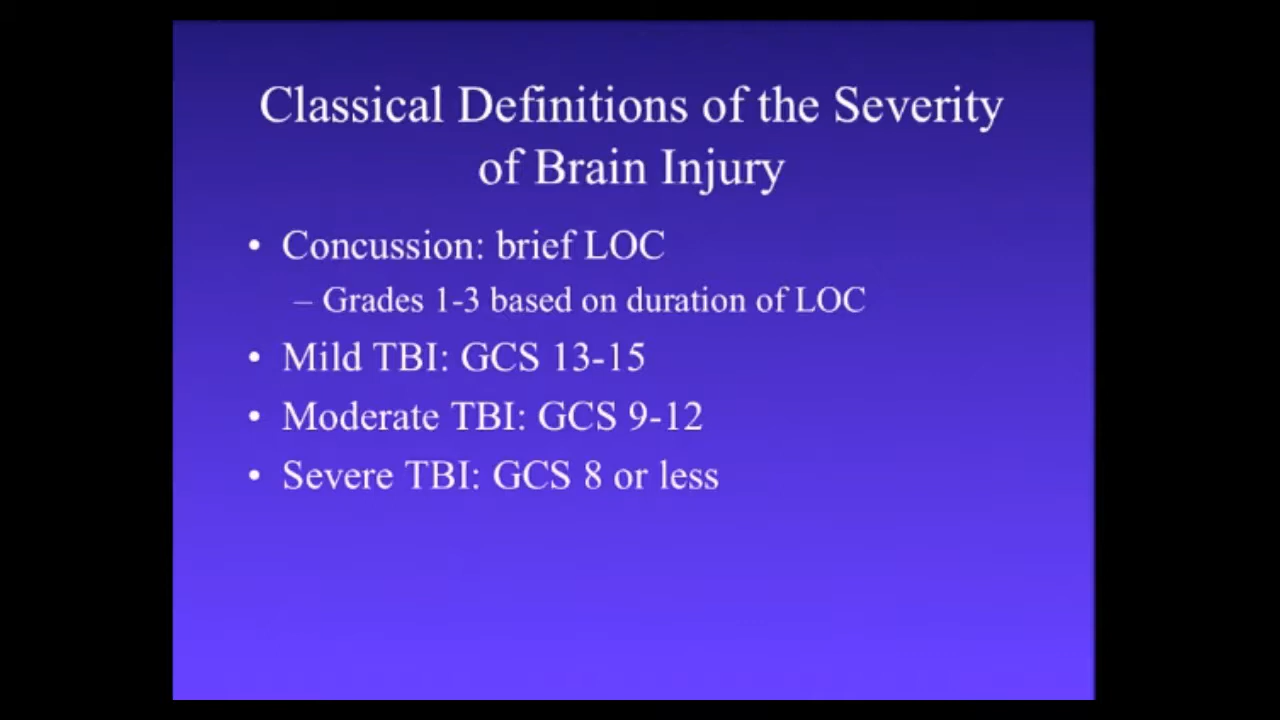 Classical Definitions of the Severity
of Brain Injury
• Concussion: brief LOC
– Grades 1-3 based on duration of LOC
• Mild TBI: GCS 13-15
• Moderate TBI: GCS 9-12
• Severe TBI: GCS 8 or less